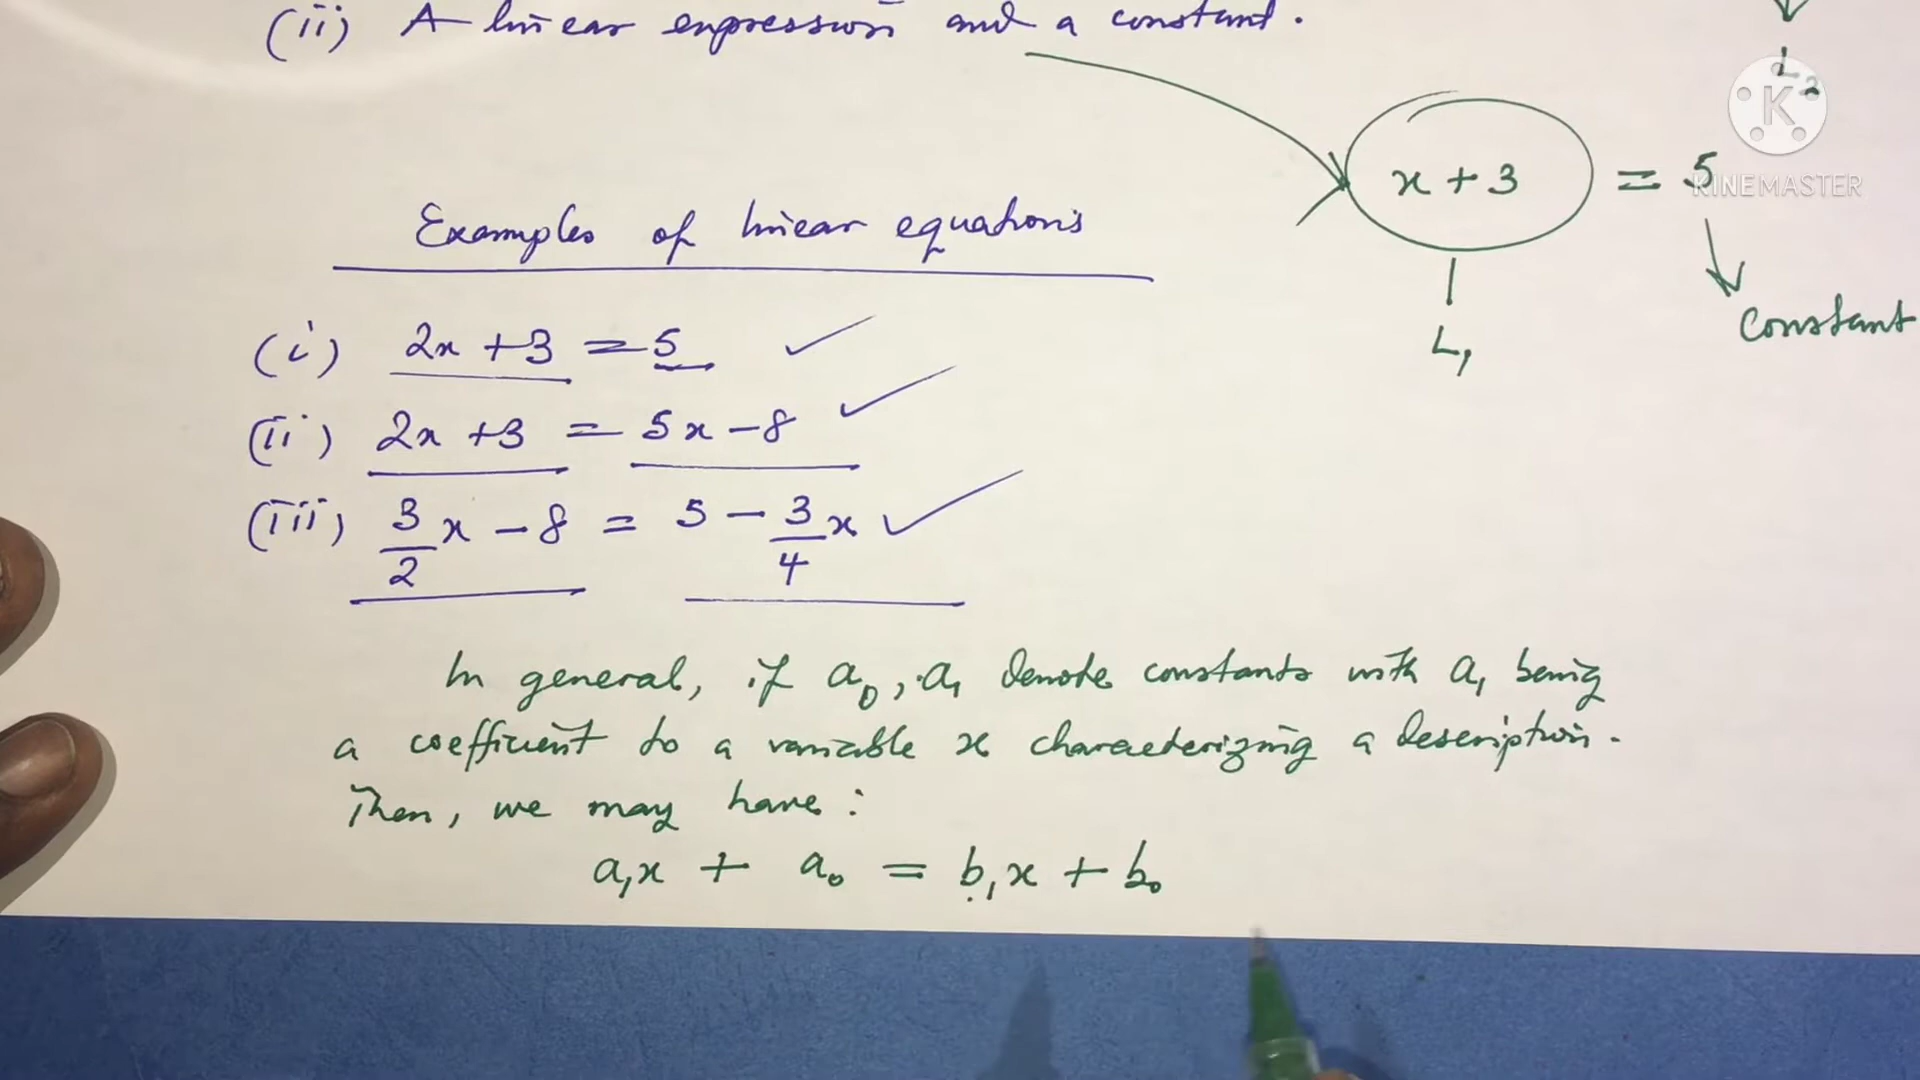 (ii) A linear expression and a constant.
L2
K
KINEMASTER
x + 3 = 5
Constant
L1
Examples of linear equations
(i) 2x + 3 = 5 ✓
(ii) 2x + 3 = 5x - 8 ✓
(iii) 3/2 x - 8 = 5 - 3/4 x ✓
In general, if a0, a1 denote constants with a1 being
a coefficient to a variable x characterizing a description.
Then, we may have:
a1x + a0 = b1x + b0